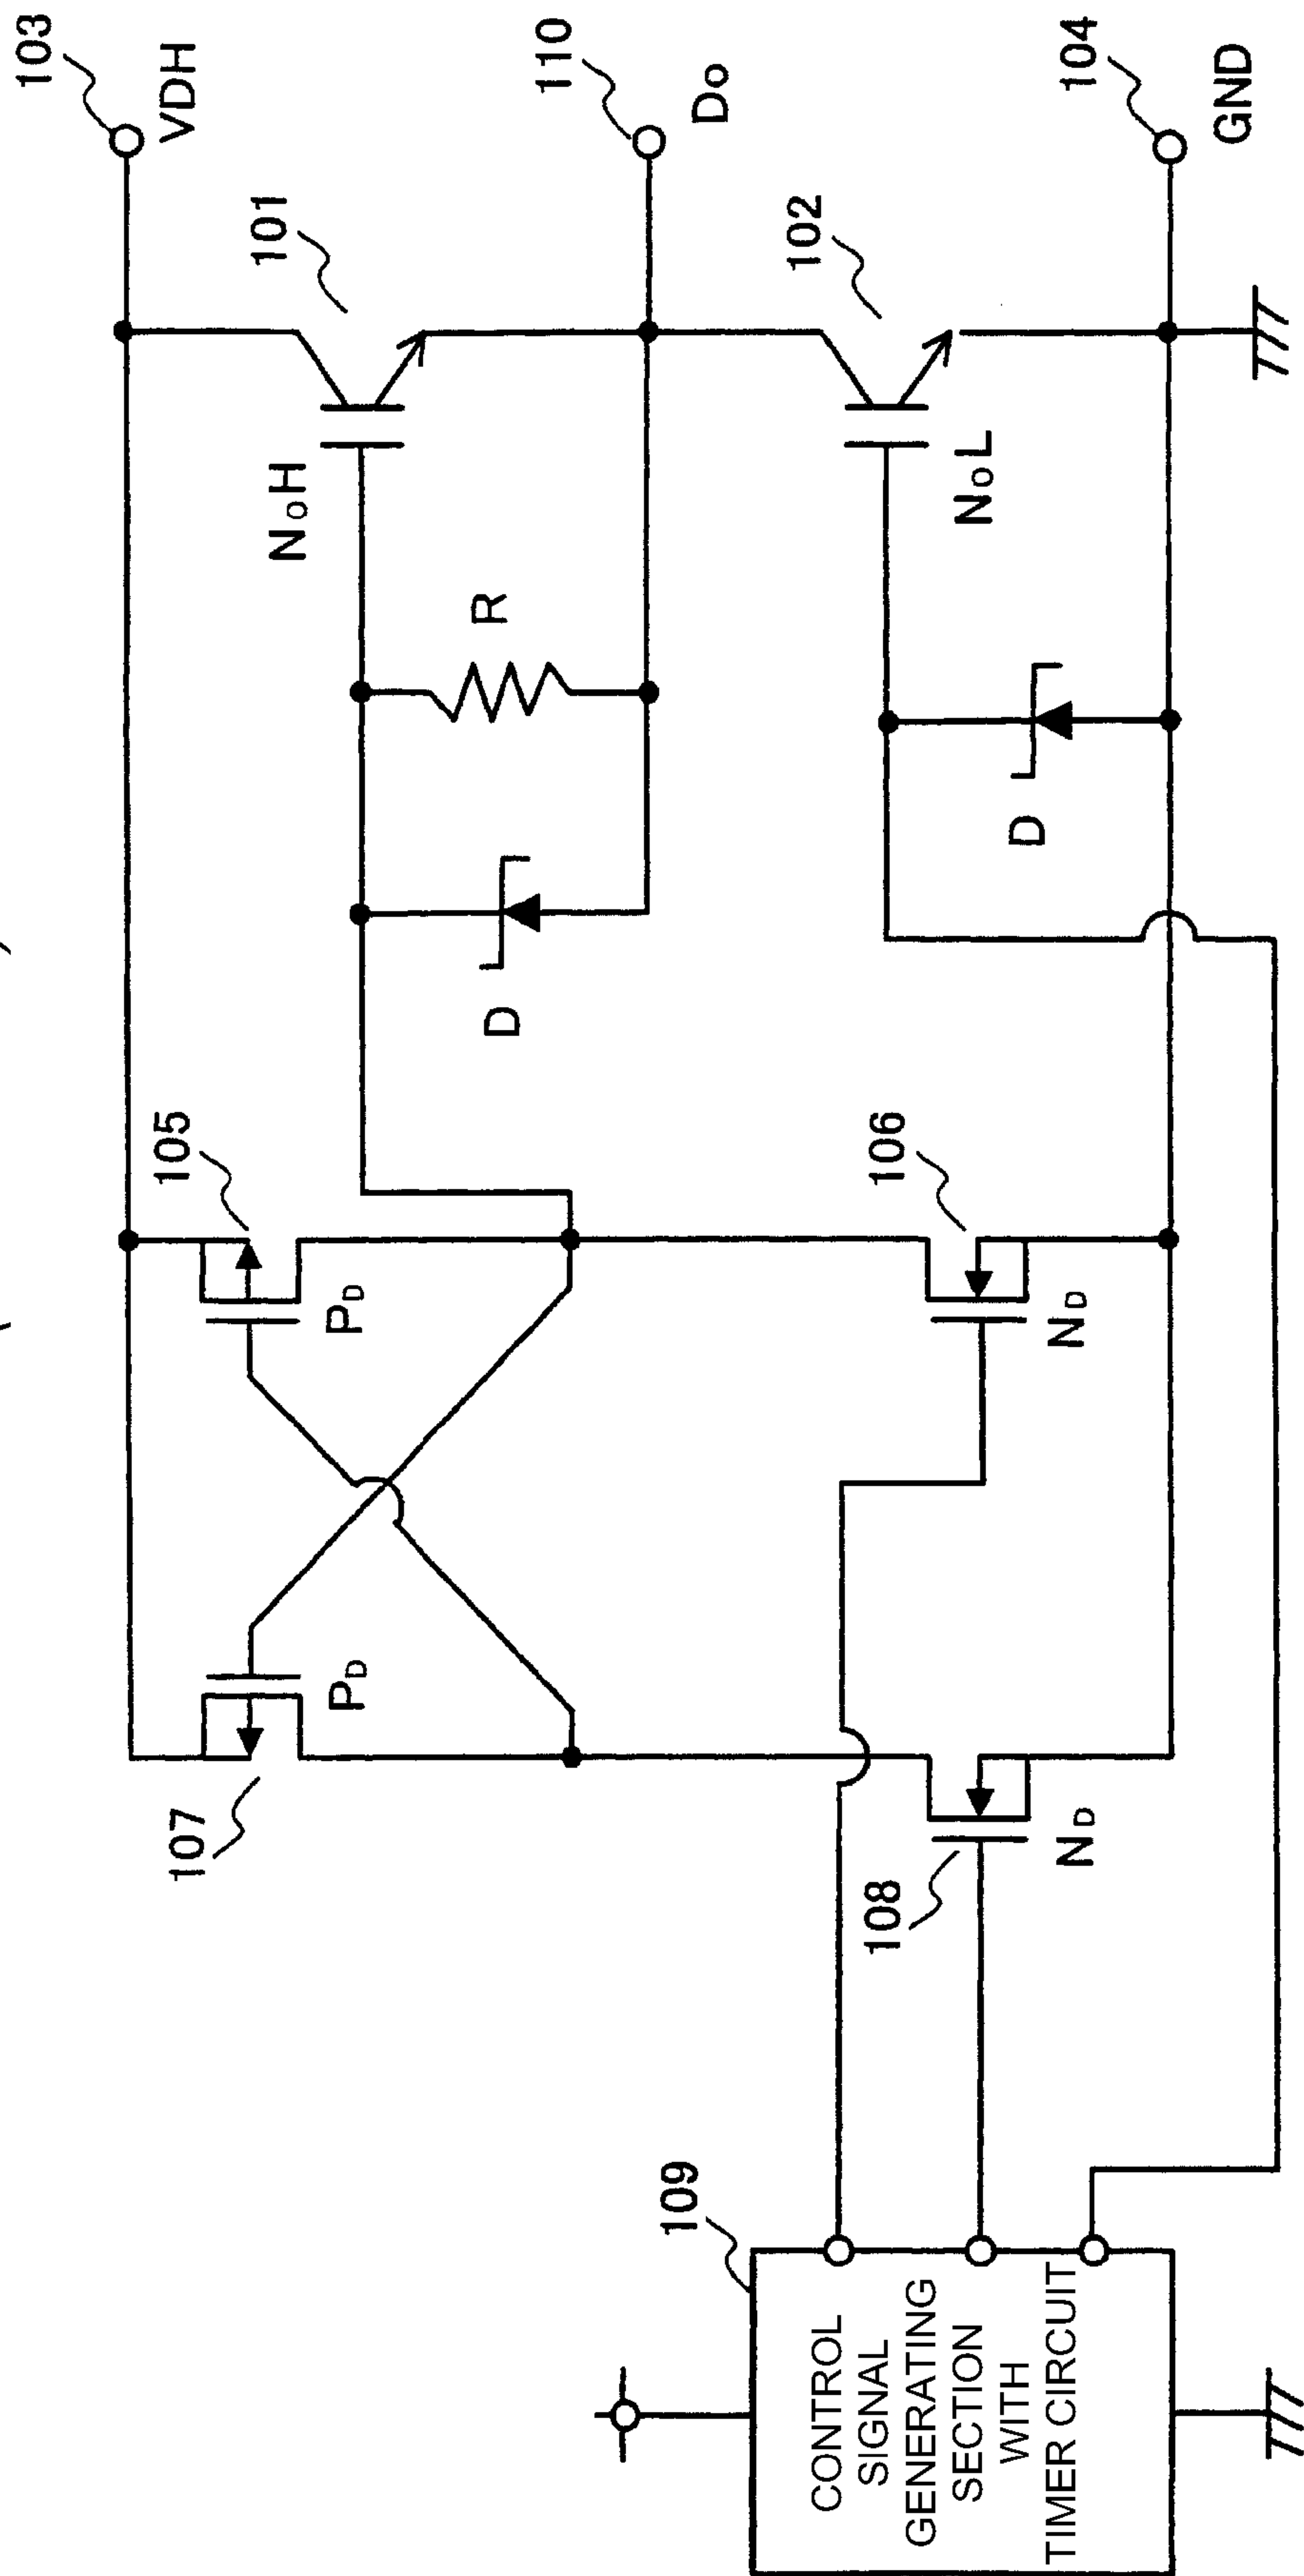 103
VDH
101
NoH
R
110
Do
102
NoL
104
GND
D
D
105
PD
106
ND
107
PD
108
ND
109
CONTROL
SIGNAL
GENERATING
SECTION
WITH
TIMER CIRCUIT